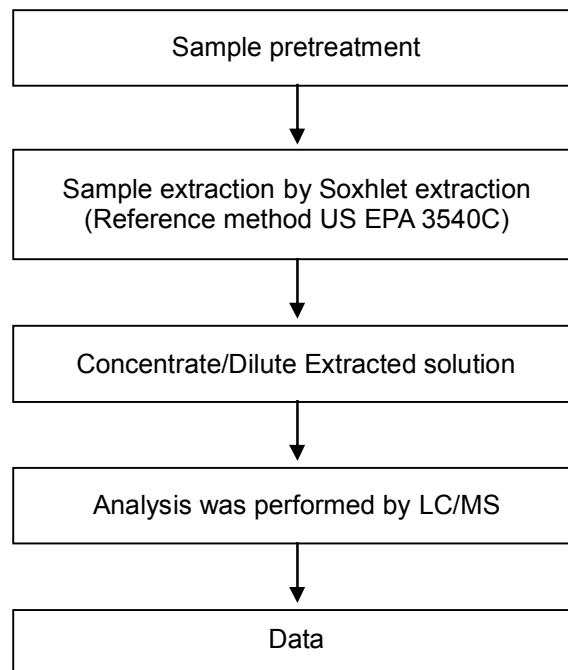 Sample pretreatment
Sample extraction by Soxhlet extraction
(Reference method US EPA 3540C)
Concentrate/Dilute Extracted solution
Analysis was performed by LC/MS
Data